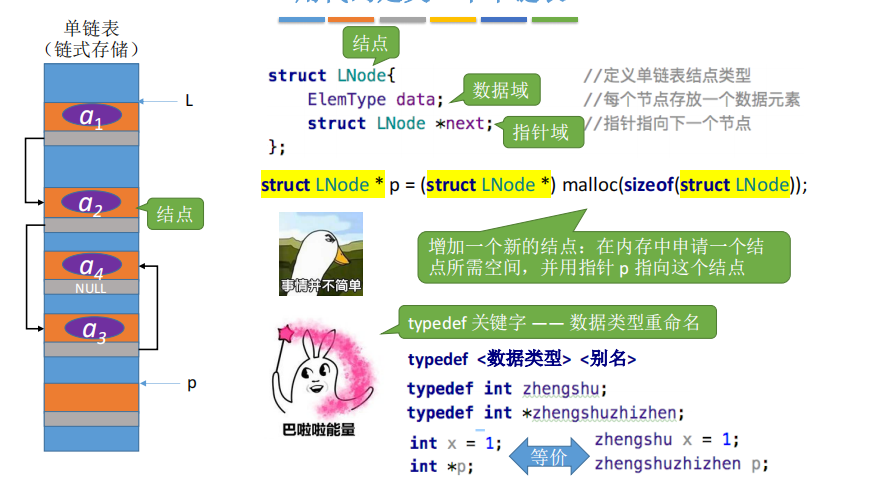 单链表
（链式存储）
L
a1
a2
结点
a4
NULL
a3
p
结点
struct LNode{ //定义单链表结点类型
ElemType data; 数据域 //每个节点存放一个数据元素
struct LNode *next; 指针域 //指针指向下一个节点
};
struct LNode * p = (struct LNode *) malloc(sizeof(struct LNode));
增加一个新的结点：在内存中申请一个结
点所需空间，并用指针 p 指向这个结点
事情并不简单
typedef 关键字 —— 数据类型重命名
巴啦啦能量
typedef <数据类型> <别名>
typedef int zhengshu;
typedef int *zhengshuzhizhen;
int x = 1;
int *p;
等价
zhengshu x = 1;
zhengshuzhizhen p;